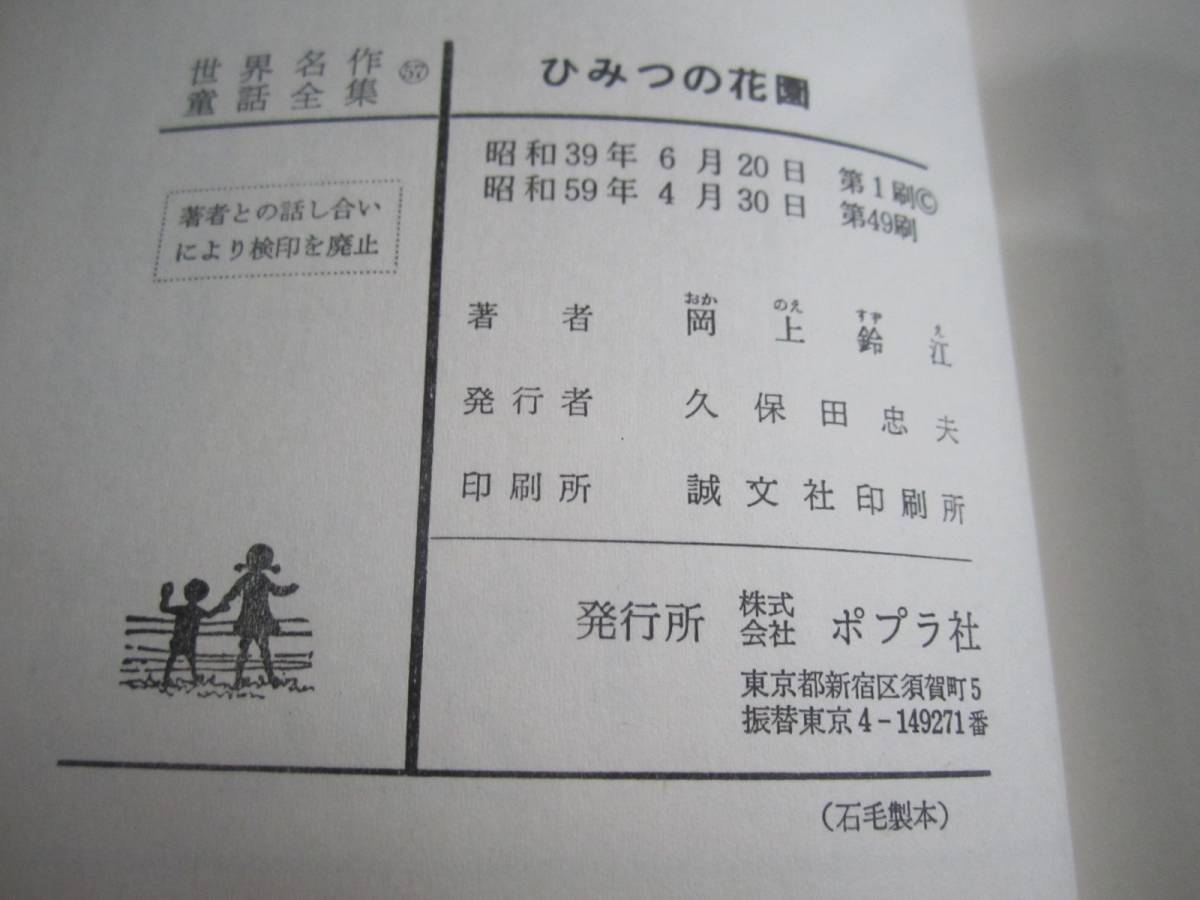 世界名作
童話全集 57
ひみつの花園
昭和39年 6月20日 第1刷©
昭和59年 4月30日 第49刷
著者との話し合い
により検印を廃止
おか のえ すゞ え
著者 岡上鈴江
発行者 久保田忠夫
印刷所 誠文社印刷所
発行所 株式会社 ポプラ社
東京都新宿区須賀町5
振替東京4-149271番
(石毛製本)